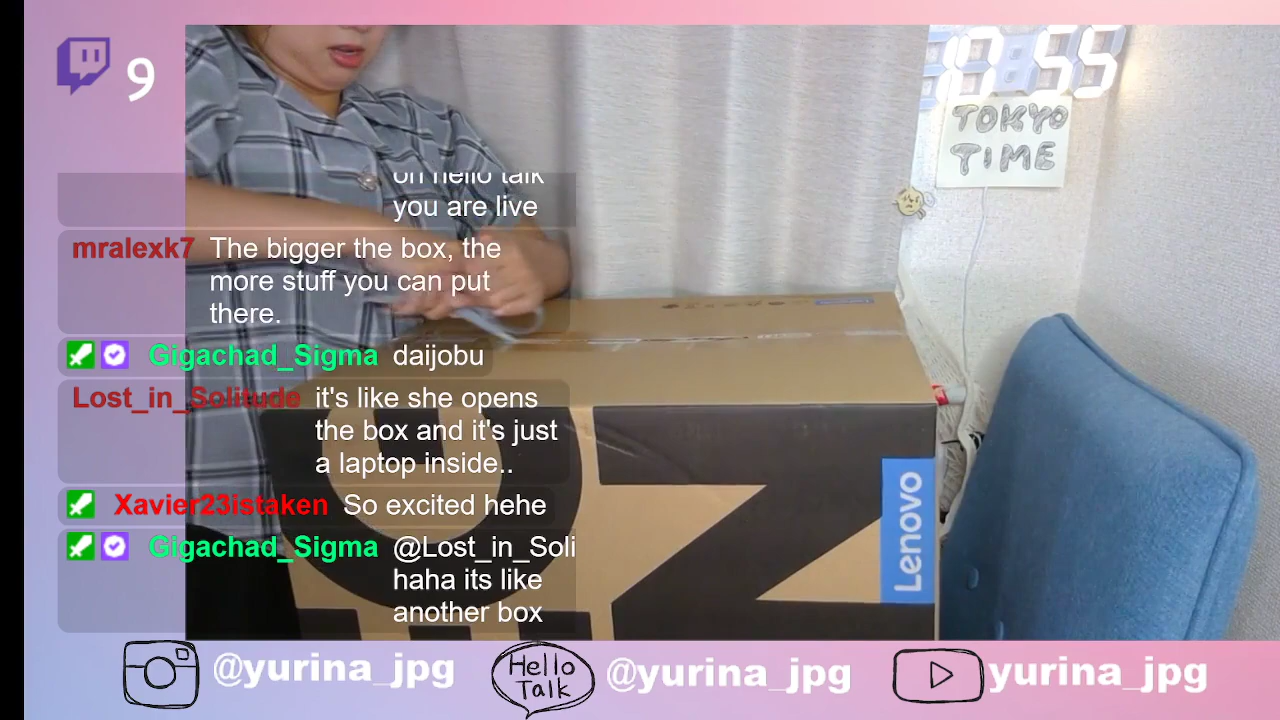 9
10:55
TOKYO
TIME
on hello talk
you are live
mralexk7 The bigger the box, the
more stuff you can put
there.
Gigachad_Sigma daijobu
Lost_in_Solitude it's like she opens
the box and it's just
a laptop inside..
Xavier23istaken So excited hehe
Gigachad_Sigma @Lost_in_Soli
haha its like
another box
Lenovo
@yurina_jpg
Hello
Talk
@yurina_jpg
yurina_jpg